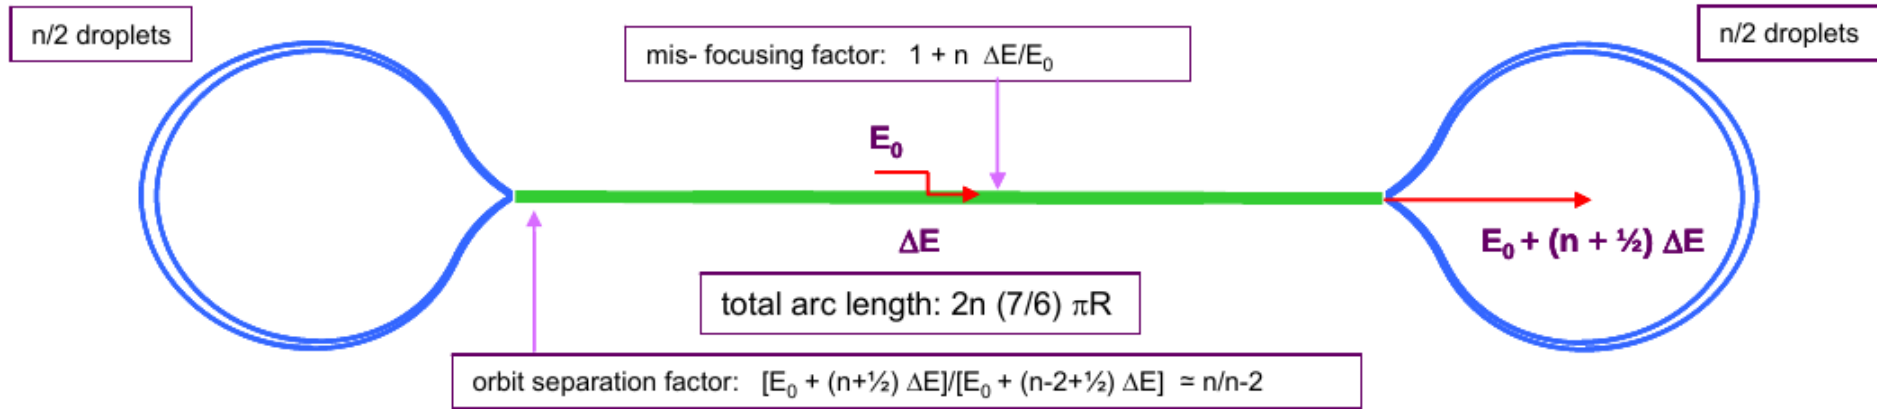 n/2 droplets
n/2 droplets
mis- focusing factor: 1 + n ΔE/E₀
E₀
ΔE
E₀ + (n + ½) ΔE
total arc length: 2n (7/6) πR
orbit separation factor: [E₀ + (n+½) ΔE]/[E₀ + (n-2+½) ΔE] ≃ n/n-2